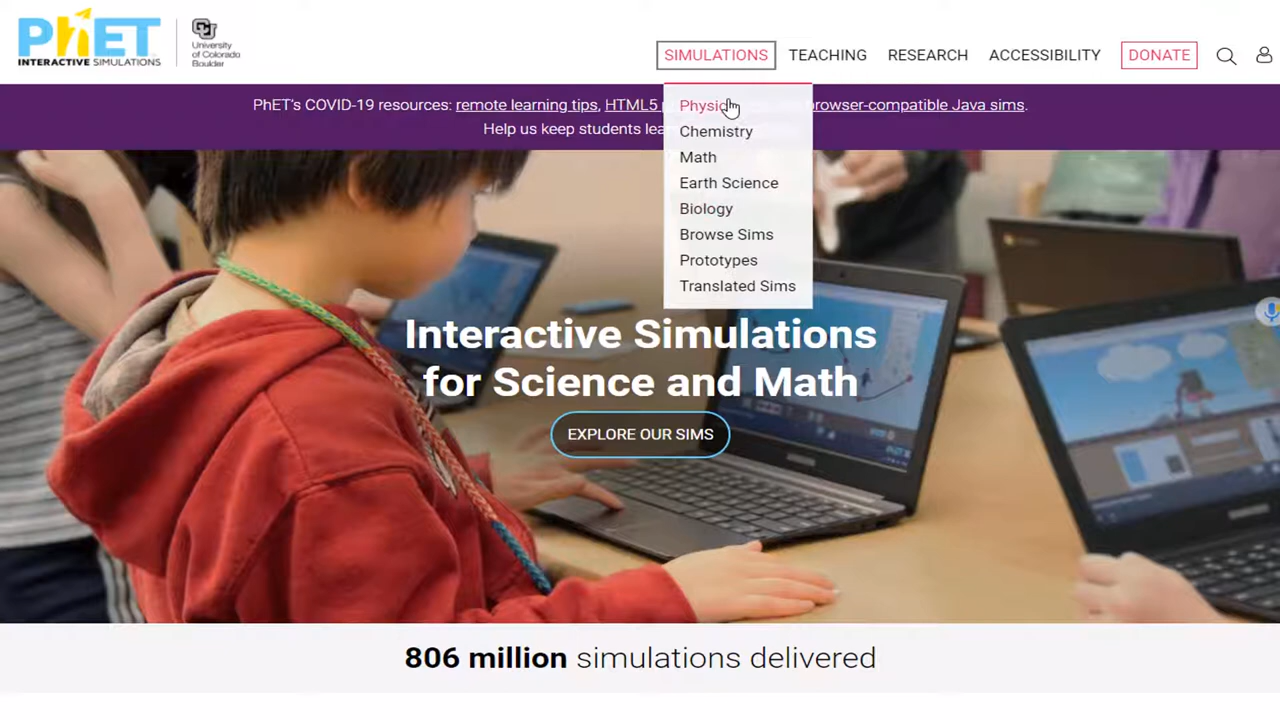 PhET
INTERACTIVE SIMULATIONS
CU
University
of Colorado
Boulder
SIMULATIONS TEACHING RESEARCH ACCESSIBILITY DONATE
PhET's COVID-19 resources: remote learning tips, HTML5 browser-compatible Java sims.
Help us keep students
Chemistry
Math
Earth Science
Biology
Browse Sims
Prototypes
Translated Sims
Interactive Simulations
for Science and Math
EXPLORE OUR SIMS
806 million simulations delivered